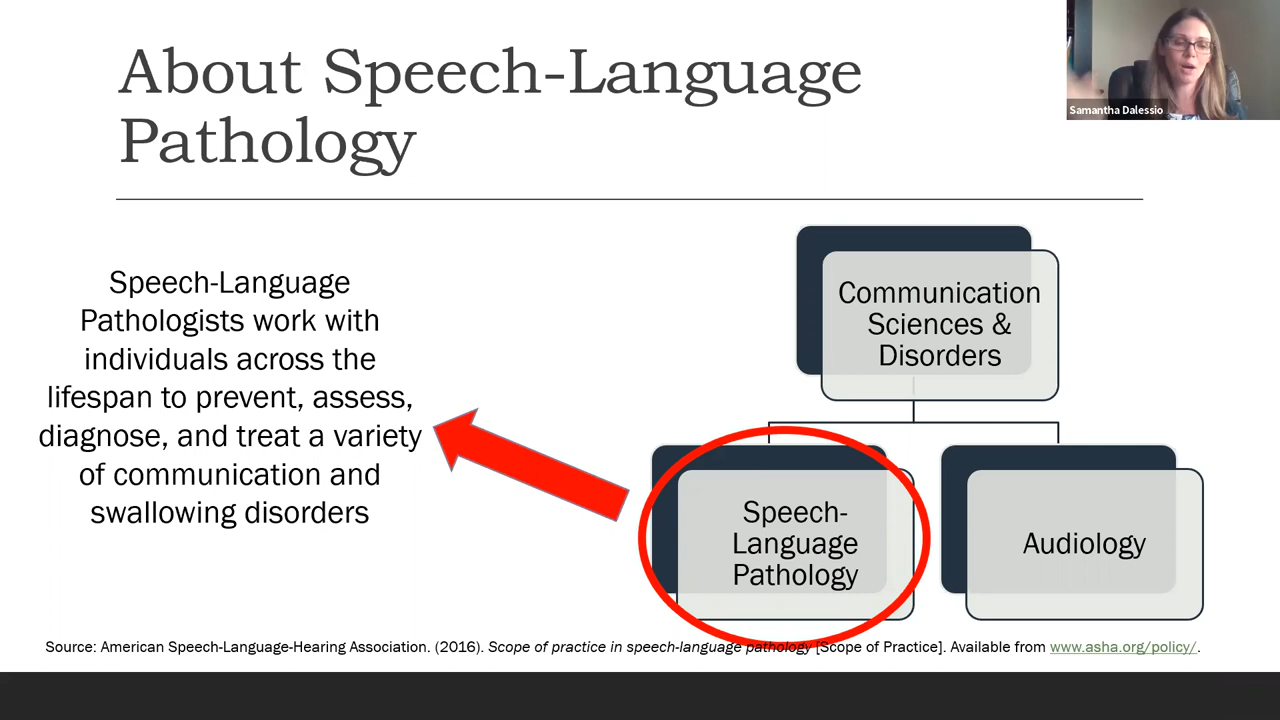 About Speech-Language
Pathology
Samantha Dalessio
Speech-Language
Pathologists work with
individuals across the
lifespan to prevent, assess,
diagnose, and treat a variety
of communication and
swallowing disorders
Communication
Sciences &
Disorders
Speech-
Language
Pathology
Audiology
Source: American Speech-Language-Hearing Association. (2016). Scope of practice in speech-language pathology [Scope of Practice]. Available from www.asha.org/policy/.